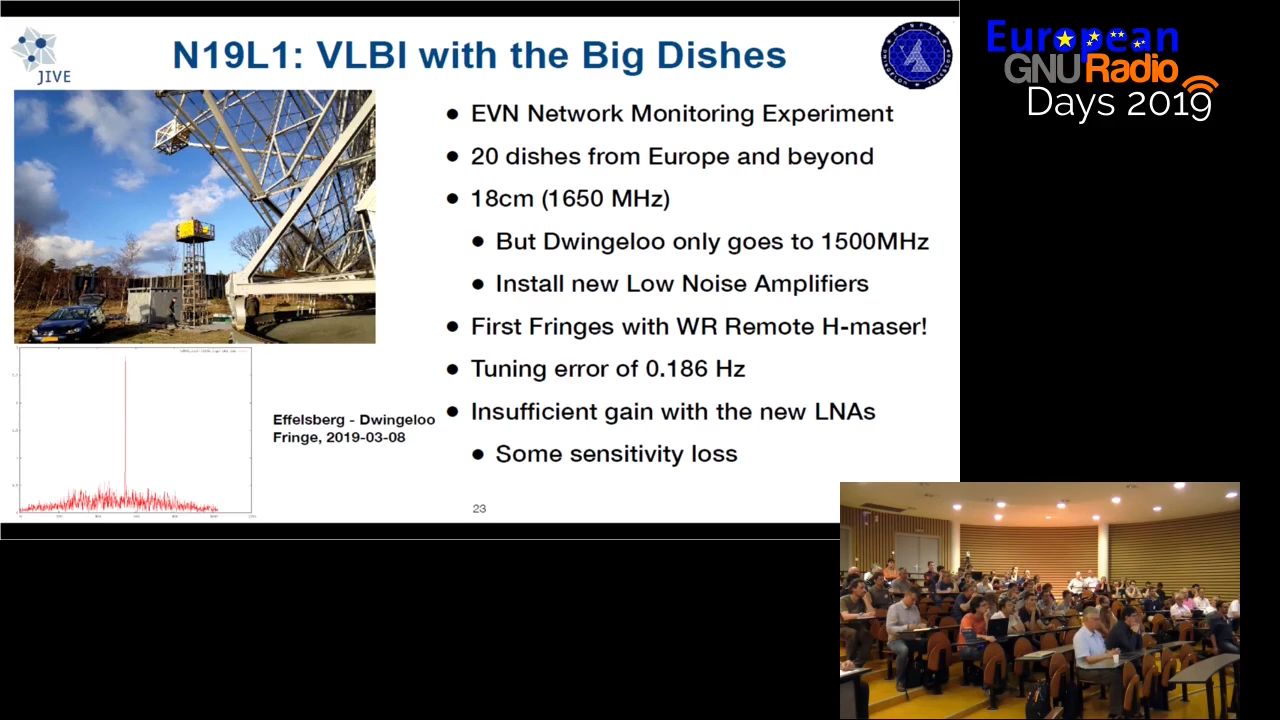 N19L1: VLBI with the Big Dishes
JIVE
EVN Network Monitoring Experiment
20 dishes from Europe and beyond
18cm (1650 MHz)
But Dwingeloo only goes to 1500MHz
Install new Low Noise Amplifiers
First Fringes with WR Remote H-maser!
Tuning error of 0.186 Hz
Insufficient gain with the new LNAs
Some sensitivity loss
Effelsberg - Dwingeloo
Fringe, 2019-03-08
23
European
GNURadio
Days 2019